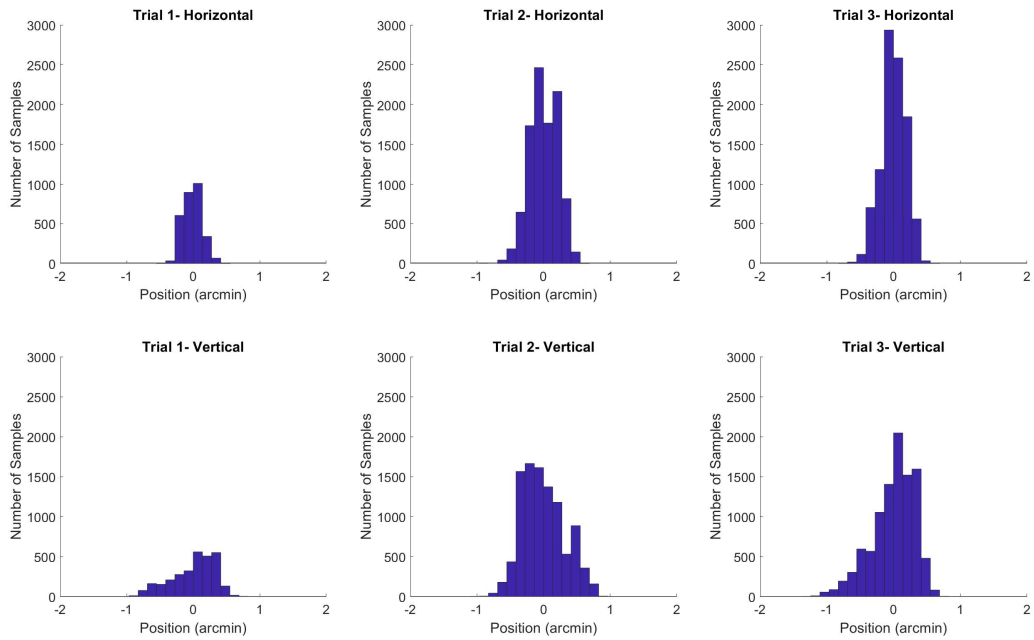 Trial 1- Horizontal
3000
2500
2000
1500
1000
500
0
Number of Samples
-2 -1 0 1 2
Position (arcmin)
Trial 2- Horizontal
3000
2500
2000
1500
1000
500
0
Number of Samples
-2 -1 0 1 2
Position (arcmin)
Trial 3- Horizontal
3000
2500
2000
1500
1000
500
0
Number of Samples
-2 -1 0 1 2
Position (arcmin)
Trial 1- Vertical
3000
2500
2000
1500
1000
500
0
Number of Samples
-2 -1 0 1 2
Position (arcmin)
Trial 2- Vertical
3000
2500
2000
1500
1000
500
0
Number of Samples
-2 -1 0 1 2
Position (arcmin)
Trial 3- Vertical
3000
2500
2000
1500
1000
500
0
Number of Samples
-2 -1 0 1 2
Position (arcmin)